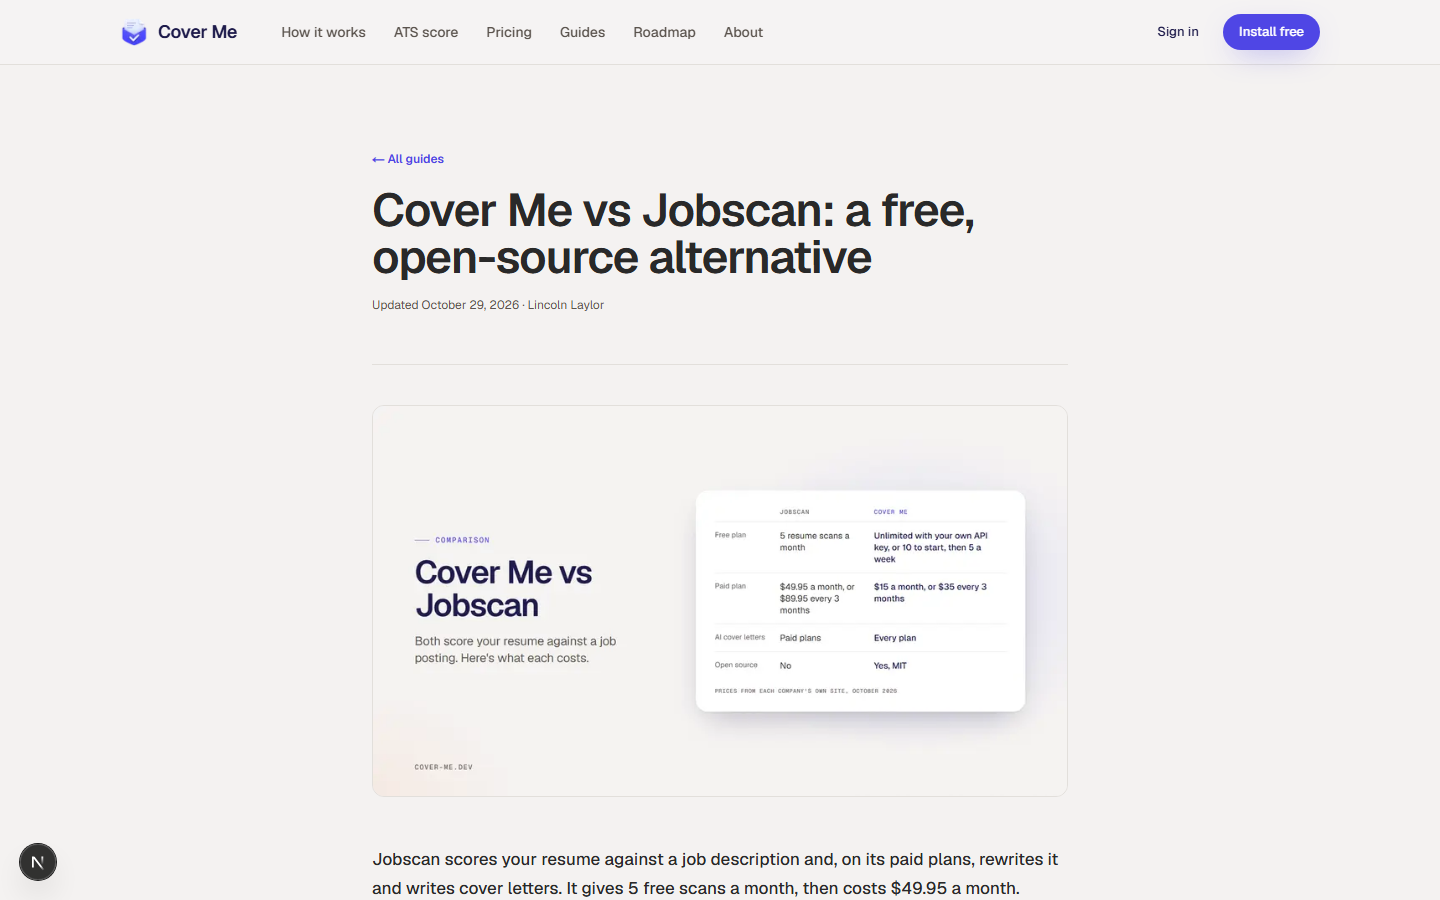 Cover Me
How it works
ATS score
Pricing
Guides
Roadmap
About
Sign in
Install free
← All guides
Cover Me vs Jobscan: a free,
open-source alternative
Updated October 29, 2026 · Lincoln Laylor
COMPARISON
Cover Me vs
Jobscan
Both score your resume against a job
posting. Here's what each costs.
COVER-ME.DEV
JOBSCAN
COVER ME
Free plan
5 resume scans a
month
Unlimited with your own API
key, or 10 to start, then 5 a
week
Paid plan
$49.95 a month, or
$89.95 every 3
months
$15 a month, or $35 every 3
months
AI cover letters
Paid plans
Every plan
Open source
No
Yes, MIT
PRICES FROM EACH COMPANY'S OWN SITE, OCTOBER 2026
Jobscan scores your resume against a job description and, on its paid plans, rewrites it
and writes cover letters. It gives 5 free scans a month, then costs $49.95 a month.
N